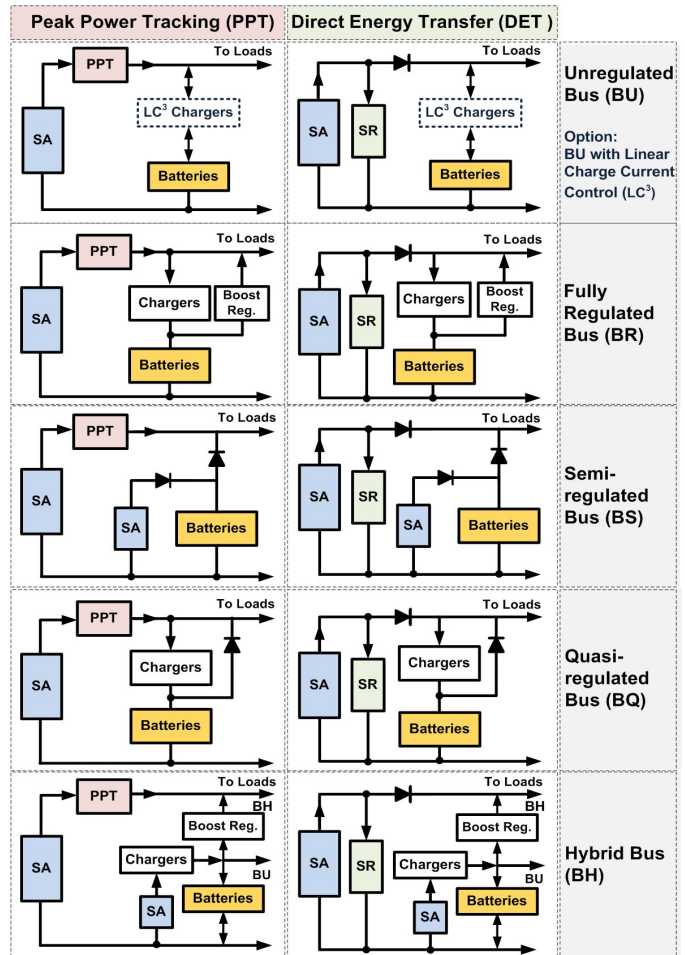 Peak Power Tracking (PPT)
Direct Energy Transfer (DET )
To Loads
PPT
SA
LC³ Chargers
Batteries
To Loads
SA
SR
LC³ Chargers
Batteries
Unregulated
Bus (BU)
Option:
BU with Linear
Charge Current
Control (LC³)
To Loads
PPT
SA
Chargers
Boost
Reg.
Batteries
To Loads
SA
SR
Chargers
Boost
Reg.
Batteries
Fully
Regulated
Bus (BR)
To Loads
PPT
SA
SA
Batteries
To Loads
SA
SR
SA
Batteries
Semi-
regulated
Bus (BS)
To Loads
PPT
SA
Chargers
Batteries
To Loads
SA
SR
Chargers
Batteries
Quasi-
regulated
Bus (BQ)
To Loads
PPT
BH
Boost Reg.
SA
Chargers
BU
SA
Batteries
To Loads
BH
Boost Reg.
SA
SR
Chargers
BU
SA
Batteries
Hybrid Bus
(BH)